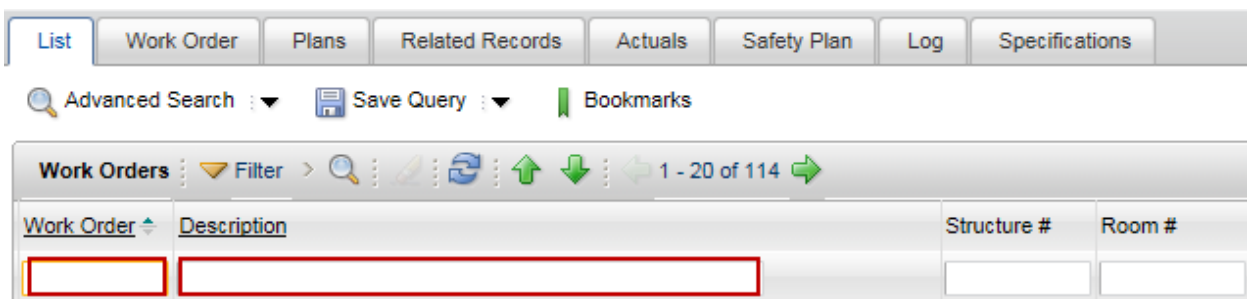 List Work Order Plans Related Records Actuals Safety Plan Log Specifications
Advanced Search Save Query Bookmarks
Work Orders Filter 1 - 20 of 114
Work Order Description Structure # Room #